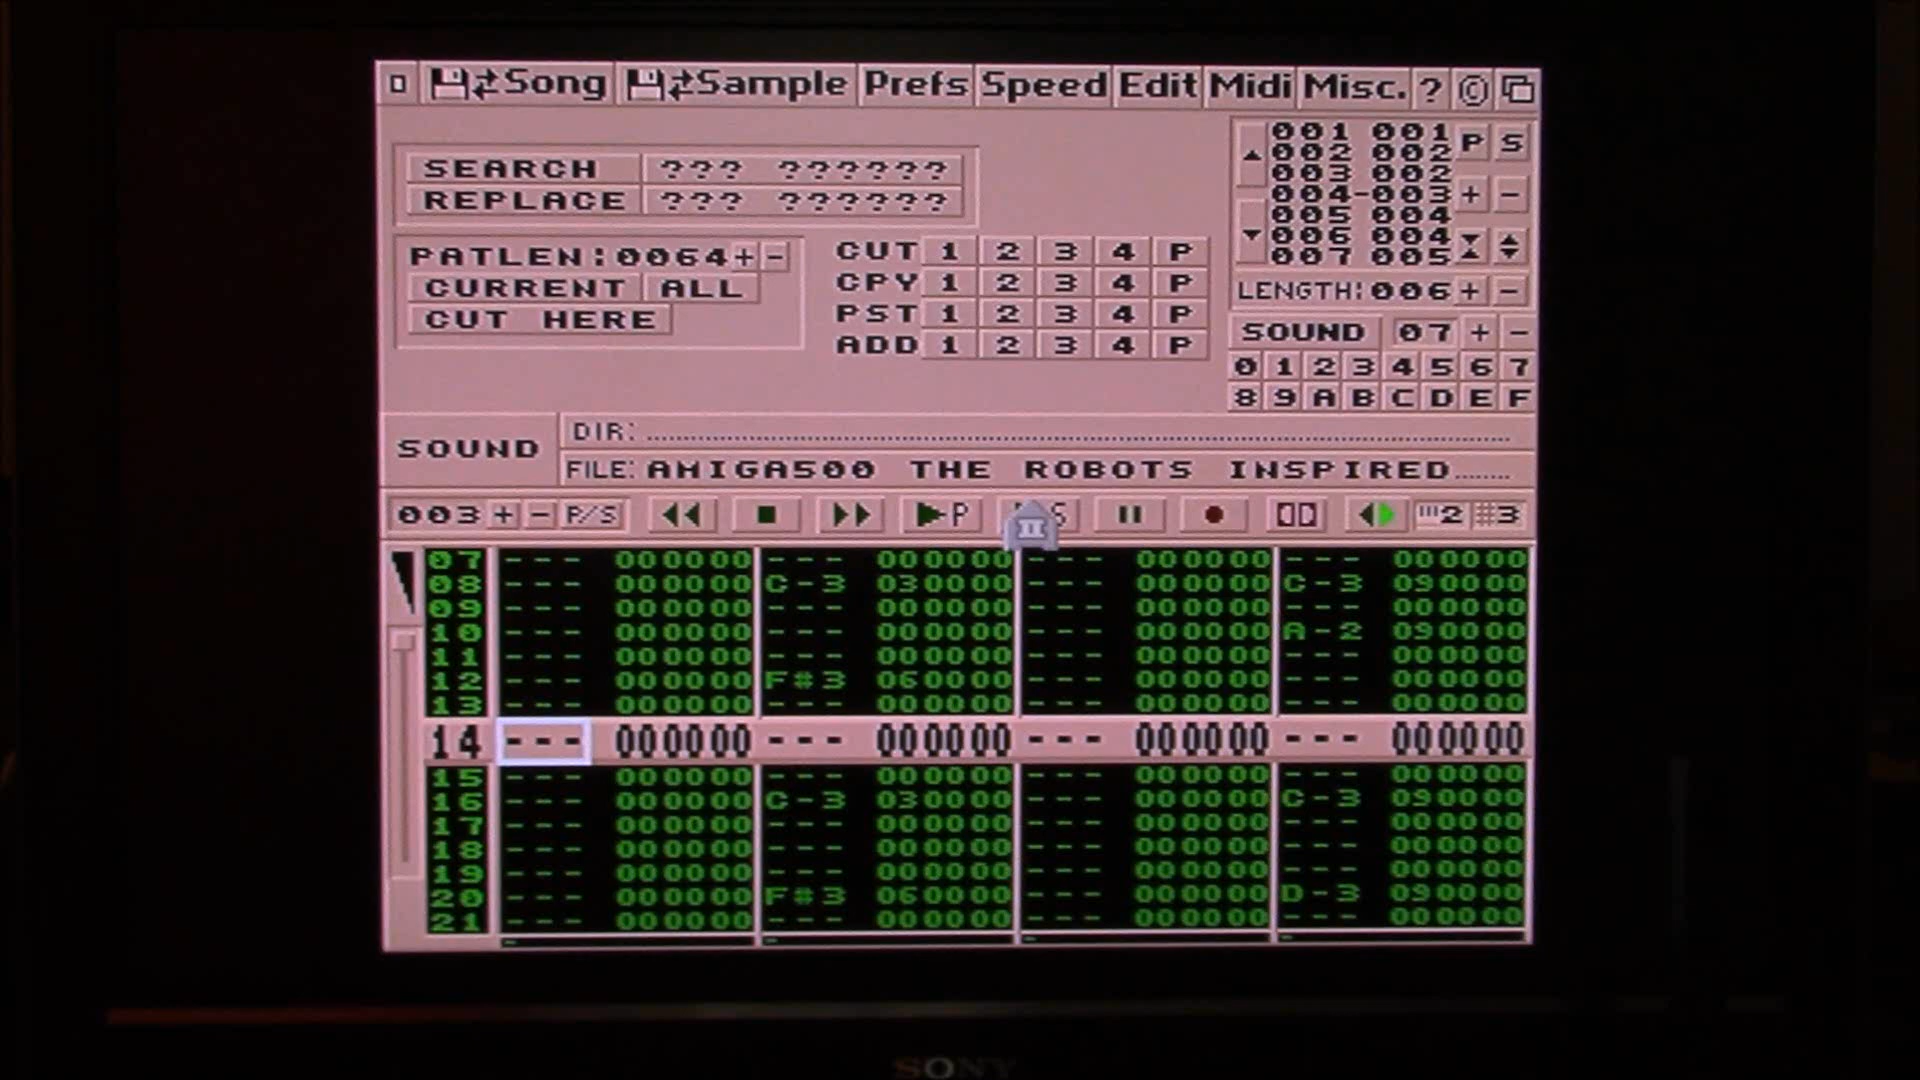 Song Sample Prefs Speed Edit Midi Misc. ? ©
001 001 P S
002 002
SEARCH ??? ??????
003 002
REPLACE ??? ??????
004-003 + -
005 004
006 004
007 005
PATLEN:0064 + -
CURRENT ALL
CUT HERE
CUT 1 2 3 4 P
CPY 1 2 3 4 P
PST 1 2 3 4 P
ADD 1 2 3 4 P
LENGTH:006 + -
SOUND 07 + -
0 1 2 3 4 5 6 7
8 9 A B C D E F
SOUND
DIR:
FILE: AMIGA500 THE ROBOTS INSPIRED
003 + - P/S P S 2 #3
07 --- 000000 --- 000000 --- 000000 --- 000000
08 --- 000000 C-3 030000 --- 000000 C-3 090000
09 --- 000000 --- 000000 --- 000000 --- 000000
10 --- 000000 --- 000000 --- 000000 A-2 090000
11 --- 000000 --- 000000 --- 000000 --- 000000
12 --- 000000 F#3 060000 --- 000000 --- 000000
13 --- 000000 --- 000000 --- 000000 --- 000000
14 --- 000000 --- 000000 --- 000000 --- 000000
15 --- 000000 --- 000000 --- 000000 --- 000000
16 --- 000000 C-3 030000 --- 000000 C-3 090000
17 --- 000000 --- 000000 --- 000000 --- 000000
18 --- 000000 --- 000000 --- 000000 --- 000000
19 --- 000000 --- 000000 --- 000000 --- 000000
20 --- 000000 F#3 060000 --- 000000 D-3 090000
21 --- 000000 --- 000000 --- 000000 --- 000000
SONY